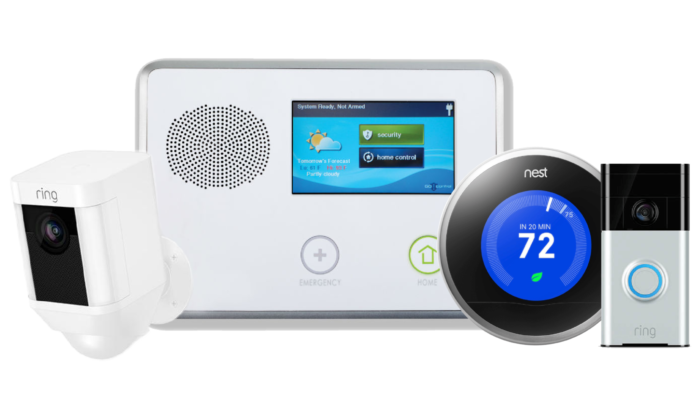 System Ready, Not Armed
security
home control
Tomorrow's Forecast
Partly cloudy
EMERGENCY
HOME
ring
nest
75
IN 20 MIN
72
ring